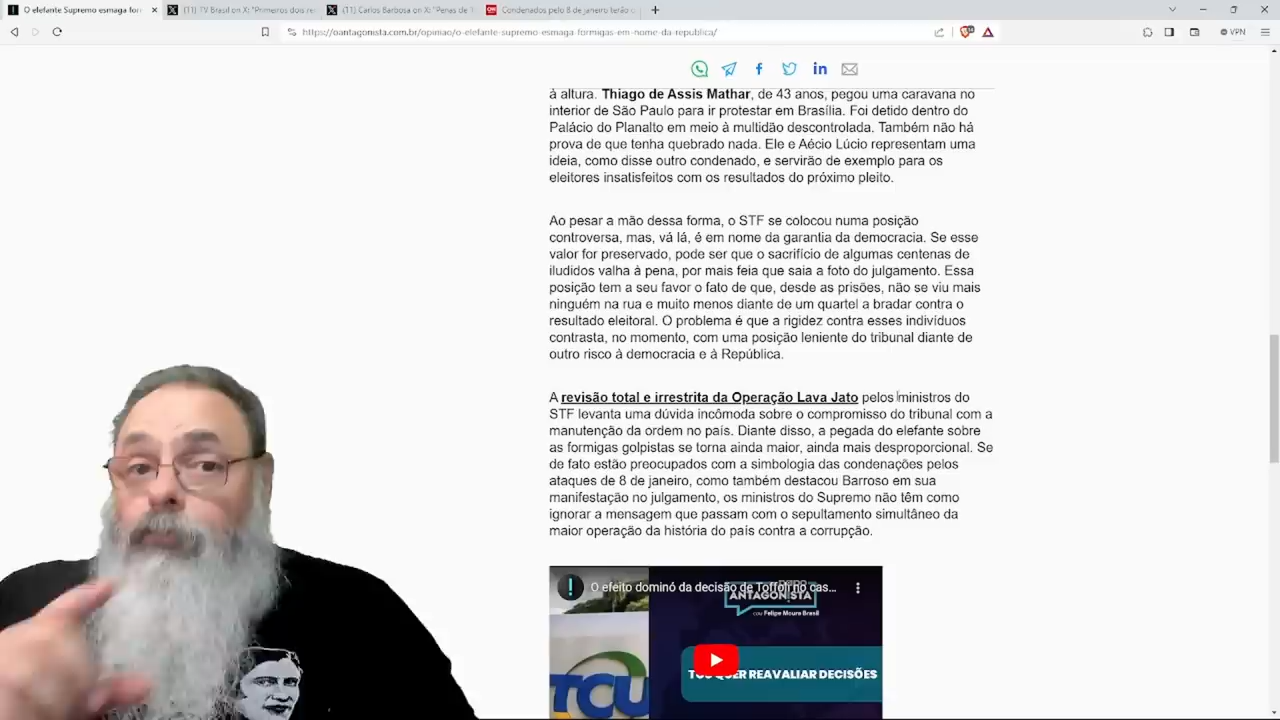 O elefante Supremo esmaga for
(11) TV Brasil on X: "Primeiros dois re
(11) Carlos Barbosa on X: "Penas de 1
Condenados pelo 8 de janeiro terão c
https://oantagonista.com.br/opiniao/o-elefante-supremo-esmaga-formigas-em-nome-da-republica/
VPN
à altura. Thiago de Assis Mathar, de 43 anos, pegou uma caravana no
interior de São Paulo para ir protestar em Brasília. Foi detido dentro do
Palácio do Planalto em meio à multidão descontrolada. Também não há
prova de que tenha quebrado nada. Ele e Aécio Lúcio representam uma
ideia, como disse outro condenado, e servirão de exemplo para os
eleitores insatisfeitos com os resultados do próximo pleito.
Ao pesar a mão dessa forma, o STF se colocou numa posição
controversa, mas, vá lá, é em nome da garantia da democracia. Se esse
valor for preservado, pode ser que o sacrifício de algumas centenas de
iludidos valha à pena, por mais feia que saia a foto do julgamento. Essa
posição tem a seu favor o fato de que, desde as prisões, não se viu mais
ninguém na rua e muito menos diante de um quartel a bradar contra o
resultado eleitoral. O problema é que a rigidez contra esses indivíduos
contrasta, no momento, com uma posição leniente do tribunal diante de
outro risco à democracia e à República.
A revisão total e irrestrita da Operação Lava Jato pelos ministros do
STF levanta uma dúvida incômoda sobre o compromisso do tribunal com a
manutenção da ordem no país. Diante disso, a pegada do elefante sobre
as formigas golpistas se torna ainda maior, ainda mais desproporcional. Se
de fato estão preocupados com a simbologia das condenações pelos
ataques de 8 de janeiro, como também destacou Barroso em sua
manifestação no julgamento, os ministros do Supremo não têm como
ignorar a mensagem que passam com o sepultamento simultâneo da
maior operação da história do país contra a corrupção.
O efeito dominó da decisão de Toffoli no cas...
ANTAGONISTA
com Felipe Moura Brasil
TCU QUER REAVALIAR DECISÕES
TCU